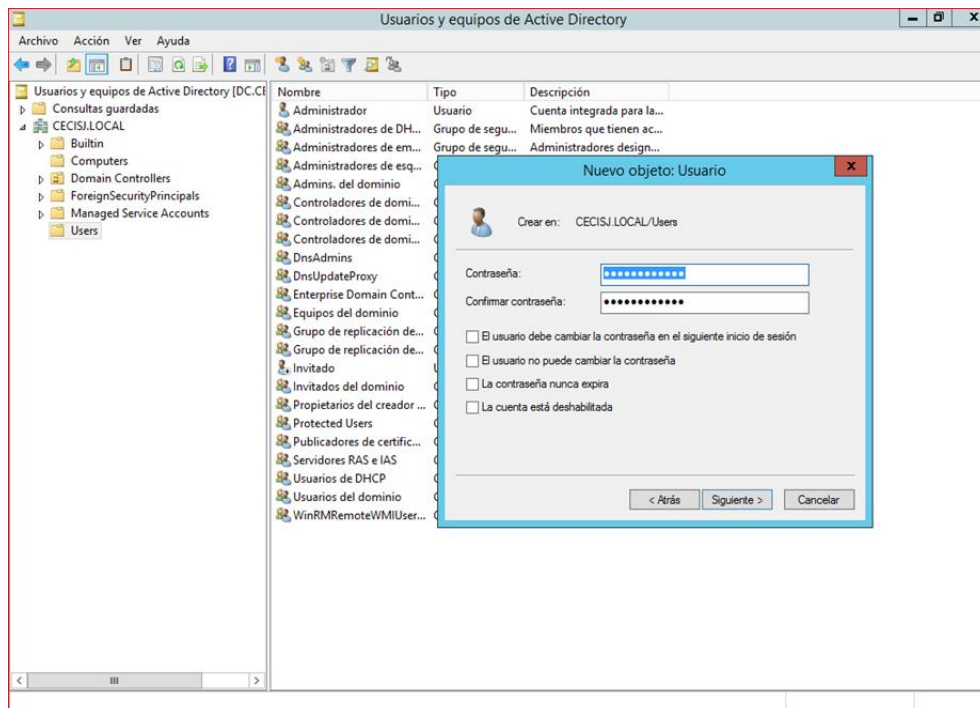 Usuarios y equipos de Active Directory
Archivo Acción Ver Ayuda
Usuarios y equipos de Active Directory [DC.CE
Consultas guardadas
CECISJ.LOCAL
Builtin
Computers
Domain Controllers
ForeignSecurityPrincipals
Managed Service Accounts
Users
Nombre Tipo Descripción
Administrador Usuario Cuenta integrada para la...
Administradores de DH... Grupo de segu... Miembros que tienen ac...
Administradores de em... Grupo de segu... Administradores design...
Administradores de esq...
Admins. del dominio
Controladores de domi...
Controladores de domi...
Controladores de domi...
DnsAdmins
DnsUpdateProxy
Enterprise Domain Cont...
Equipos del dominio
Grupo de replicación de...
Grupo de replicación de...
Invitado
Invitados del dominio
Propietarios del creador ...
Protected Users
Publicadores de certific...
Servidores RAS e IAS
Usuarios de DHCP
Usuarios del dominio
WinRMRemoteWMIUser...
Nuevo objeto: Usuario
Crear en: CECISJ.LOCAL/Users
Contraseña: ●●●●●●●●●●●●
Confirmar contraseña: ●●●●●●●●●●●●
El usuario debe cambiar la contraseña en el siguiente inicio de sesión
El usuario no puede cambiar la contraseña
La contraseña nunca expira
La cuenta está deshabilitada
< Atrás Siguiente > Cancelar